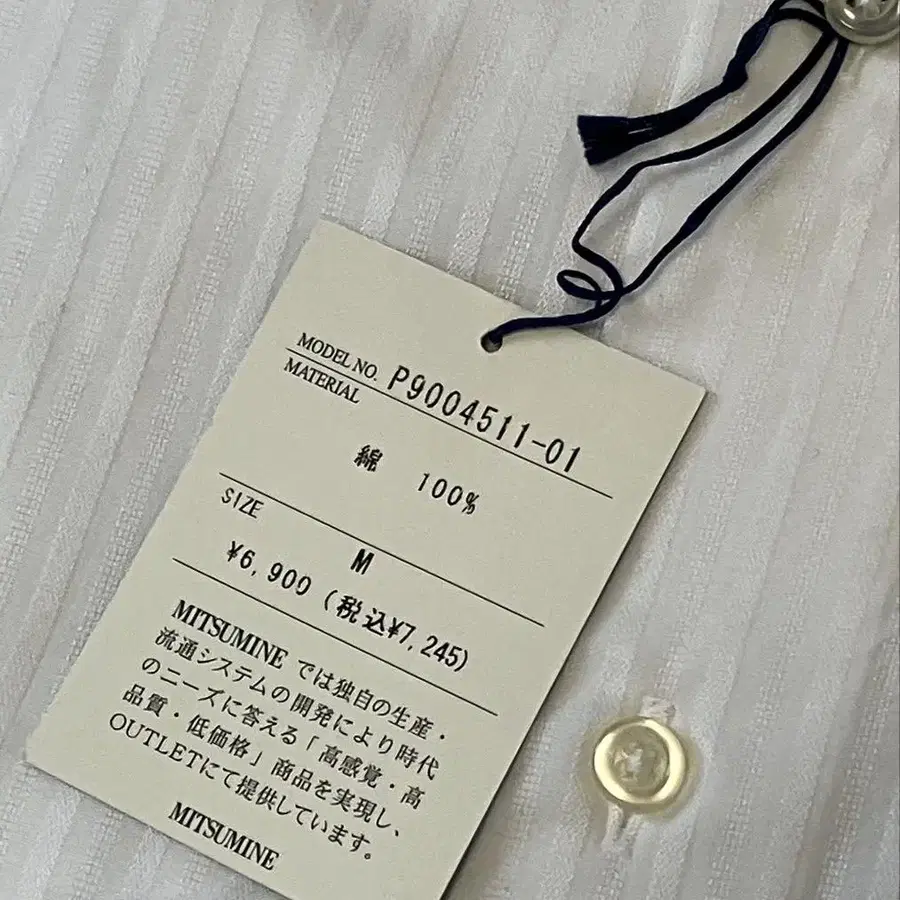 MODEL NO. P9004511-01
MATERIAL
綿 100%
SIZE
M
¥6,900 (税込¥7,245)
MITSUMINE では独自の生産・
流通システムの開発により時代
のニーズに答える「高感覚・高
品質・低価格」商品を実現し、
OUTLETにて提供しています。
MITSUMINE